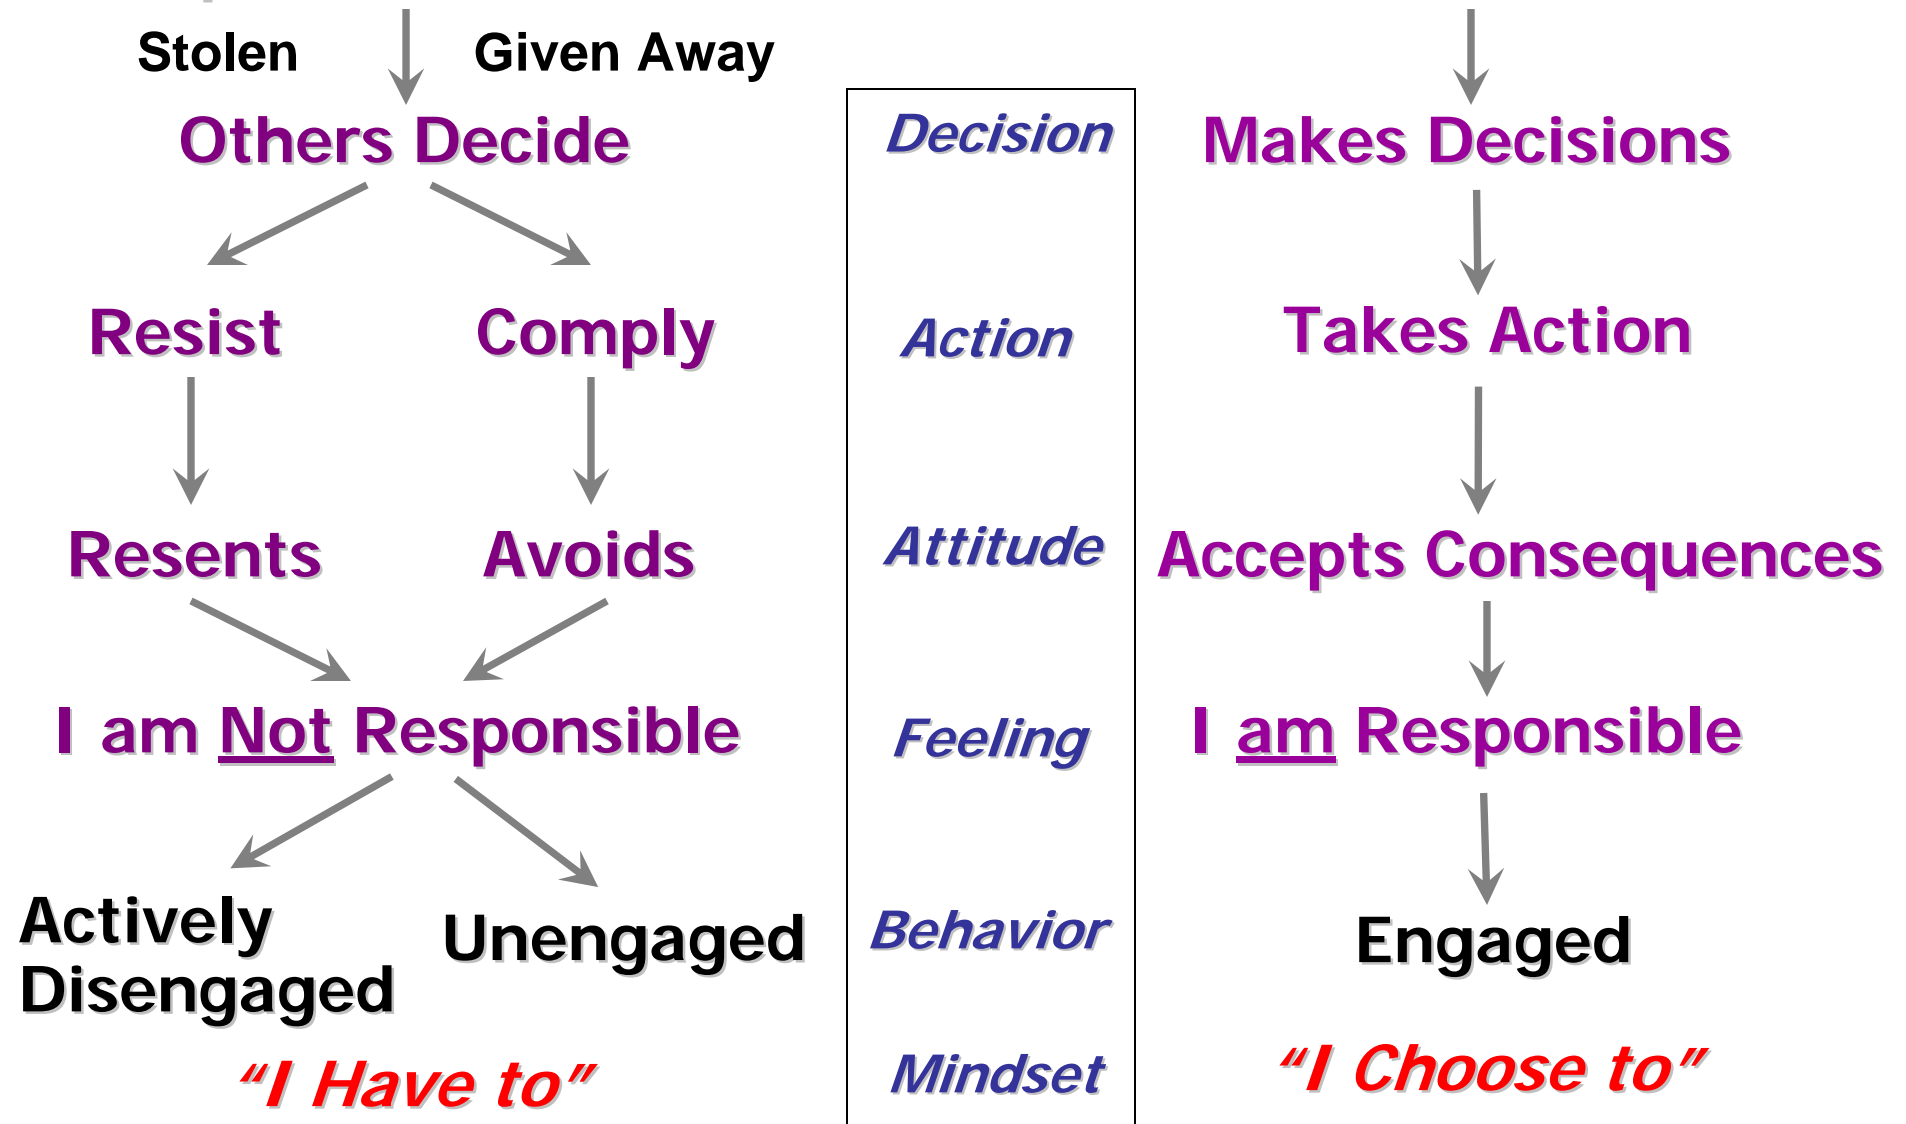 Stolen Given Away
Others Decide Decision Makes Decisions
Resist Comply Action Takes Action
Resents Avoids Attitude Accepts Consequences
I am Not Responsible Feeling I am Responsible
Actively
Disengaged Unengaged Behavior Engaged
“I Have to” Mindset “I Choose to”